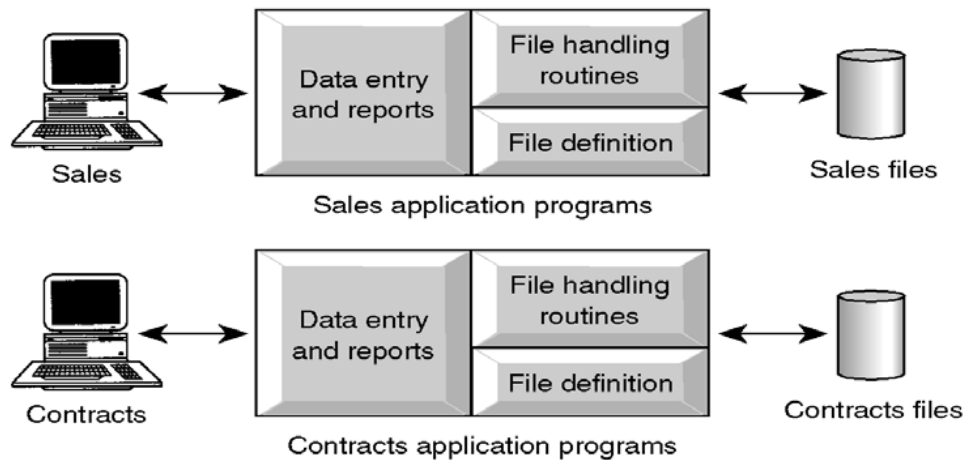 Sales
Data entry
and reports
File handling
routines
File definition
Sales files
Sales application programs
Contracts
Data entry
and reports
File handling
routines
File definition
Contracts files
Contracts application programs